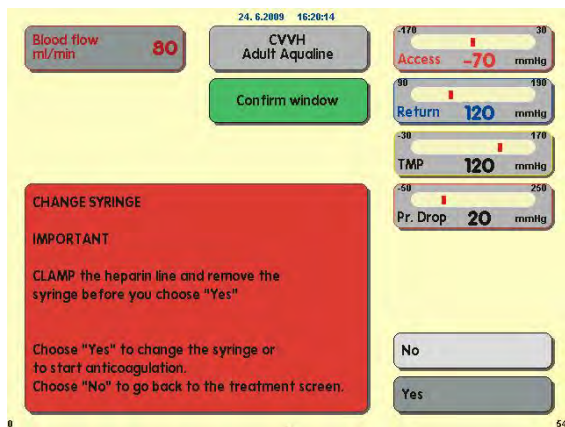 24. 6.2009 16:20:14
Blood flow
ml/min 80
CVVH
Adult Aqualine
Confirm window
-170 30
Access -70 mmHg
90 190
Return 120 mmHg
-30 170
TMP 120 mmHg
-50 250
Pr. Drop 20 mmHg
CHANGE SYRINGE
IMPORTANT
CLAMP the heparin line and remove the
syringe before you choose "Yes"
Choose "Yes" to change the syringe or
to start anticoagulation.
Choose "No" to go back to the treatment screen.
No
Yes
0 54